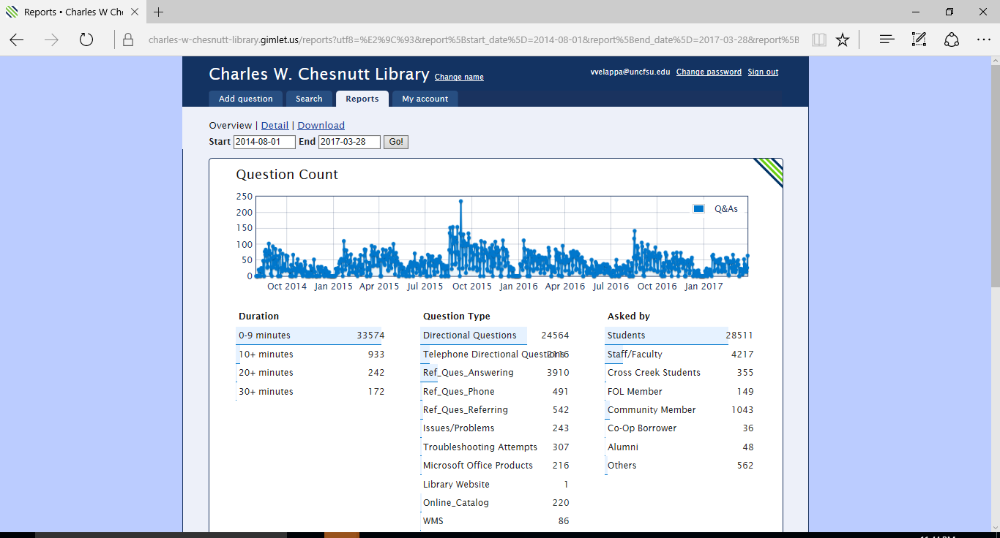 Reports • Charles W Ch
charles-w-chesnutt-library.gimlet.us/reports?utf8=%E2%9C%93&report%5Bstart_date%5D=2014-08-01&report%5Bend_date%5D=2017-03-28&report%5B
Charles W. Chesnutt Library Change name
vvelappa@uncfsu.edu Change password Sign out
Add question Search Reports My account
Overview | Detail | Download
Start 2014-08-01 End 2017-03-28 Go!
Question Count
250
200
150
100
50
0
Q&As
Oct 2014 Jan 2015 Apr 2015 Jul 2015 Oct 2015 Jan 2016 Apr 2016 Jul 2016 Oct 2016 Jan 2017
Duration
0-9 minutes 33574
10+ minutes 933
20+ minutes 242
30+ minutes 172
Question Type
Directional Questions 24564
Telephone Directional Questions
Ref_Ques_Answering 3910
Ref_Ques_Phone 491
Ref_Ques_Referring 542
Issues/Problems 243
Troubleshooting Attempts 307
Microsoft Office Products 216
Library Website 1
Online_Catalog 220
WMS 86
Asked by
Students 28511
Staff/Faculty 4217
Cross Creek Students 355
FOL Member 149
Community Member 1043
Co-Op Borrower 36
Alumni 48
Others 562